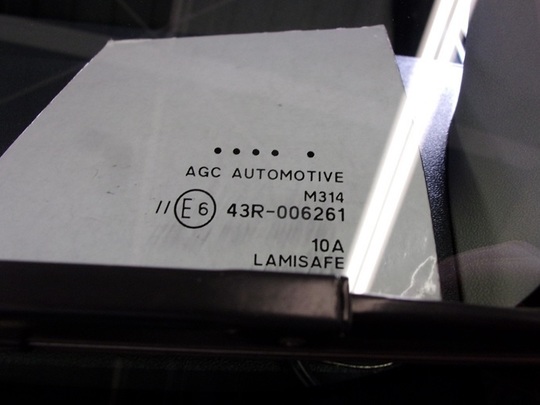 AGC AUTOMOTIVE
M314
// E6 43R-006261
10A
LAMISAFE